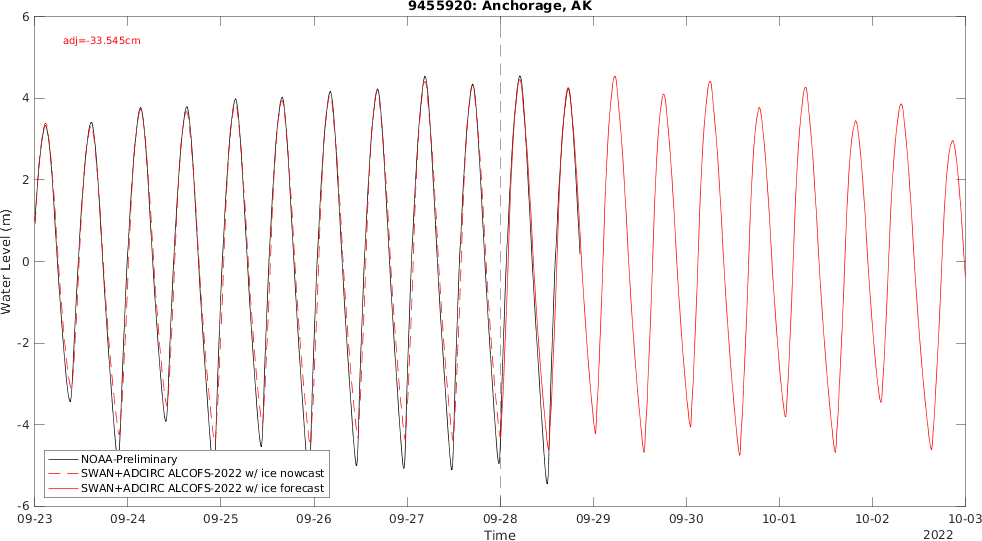 9455920: Anchorage, AK
adj=-33.545cm
6
4
2
0
-2
-4
-6
Water Level (m)
NOAA-Preliminary
SWAN+ADCIRC ALCOFS-2022 w/ ice nowcast
SWAN+ADCIRC ALCOFS-2022 w/ ice forecast
09-23 09-24 09-25 09-26 09-27 09-28 09-29 09-30 10-01 10-02 10-03
Time
2022